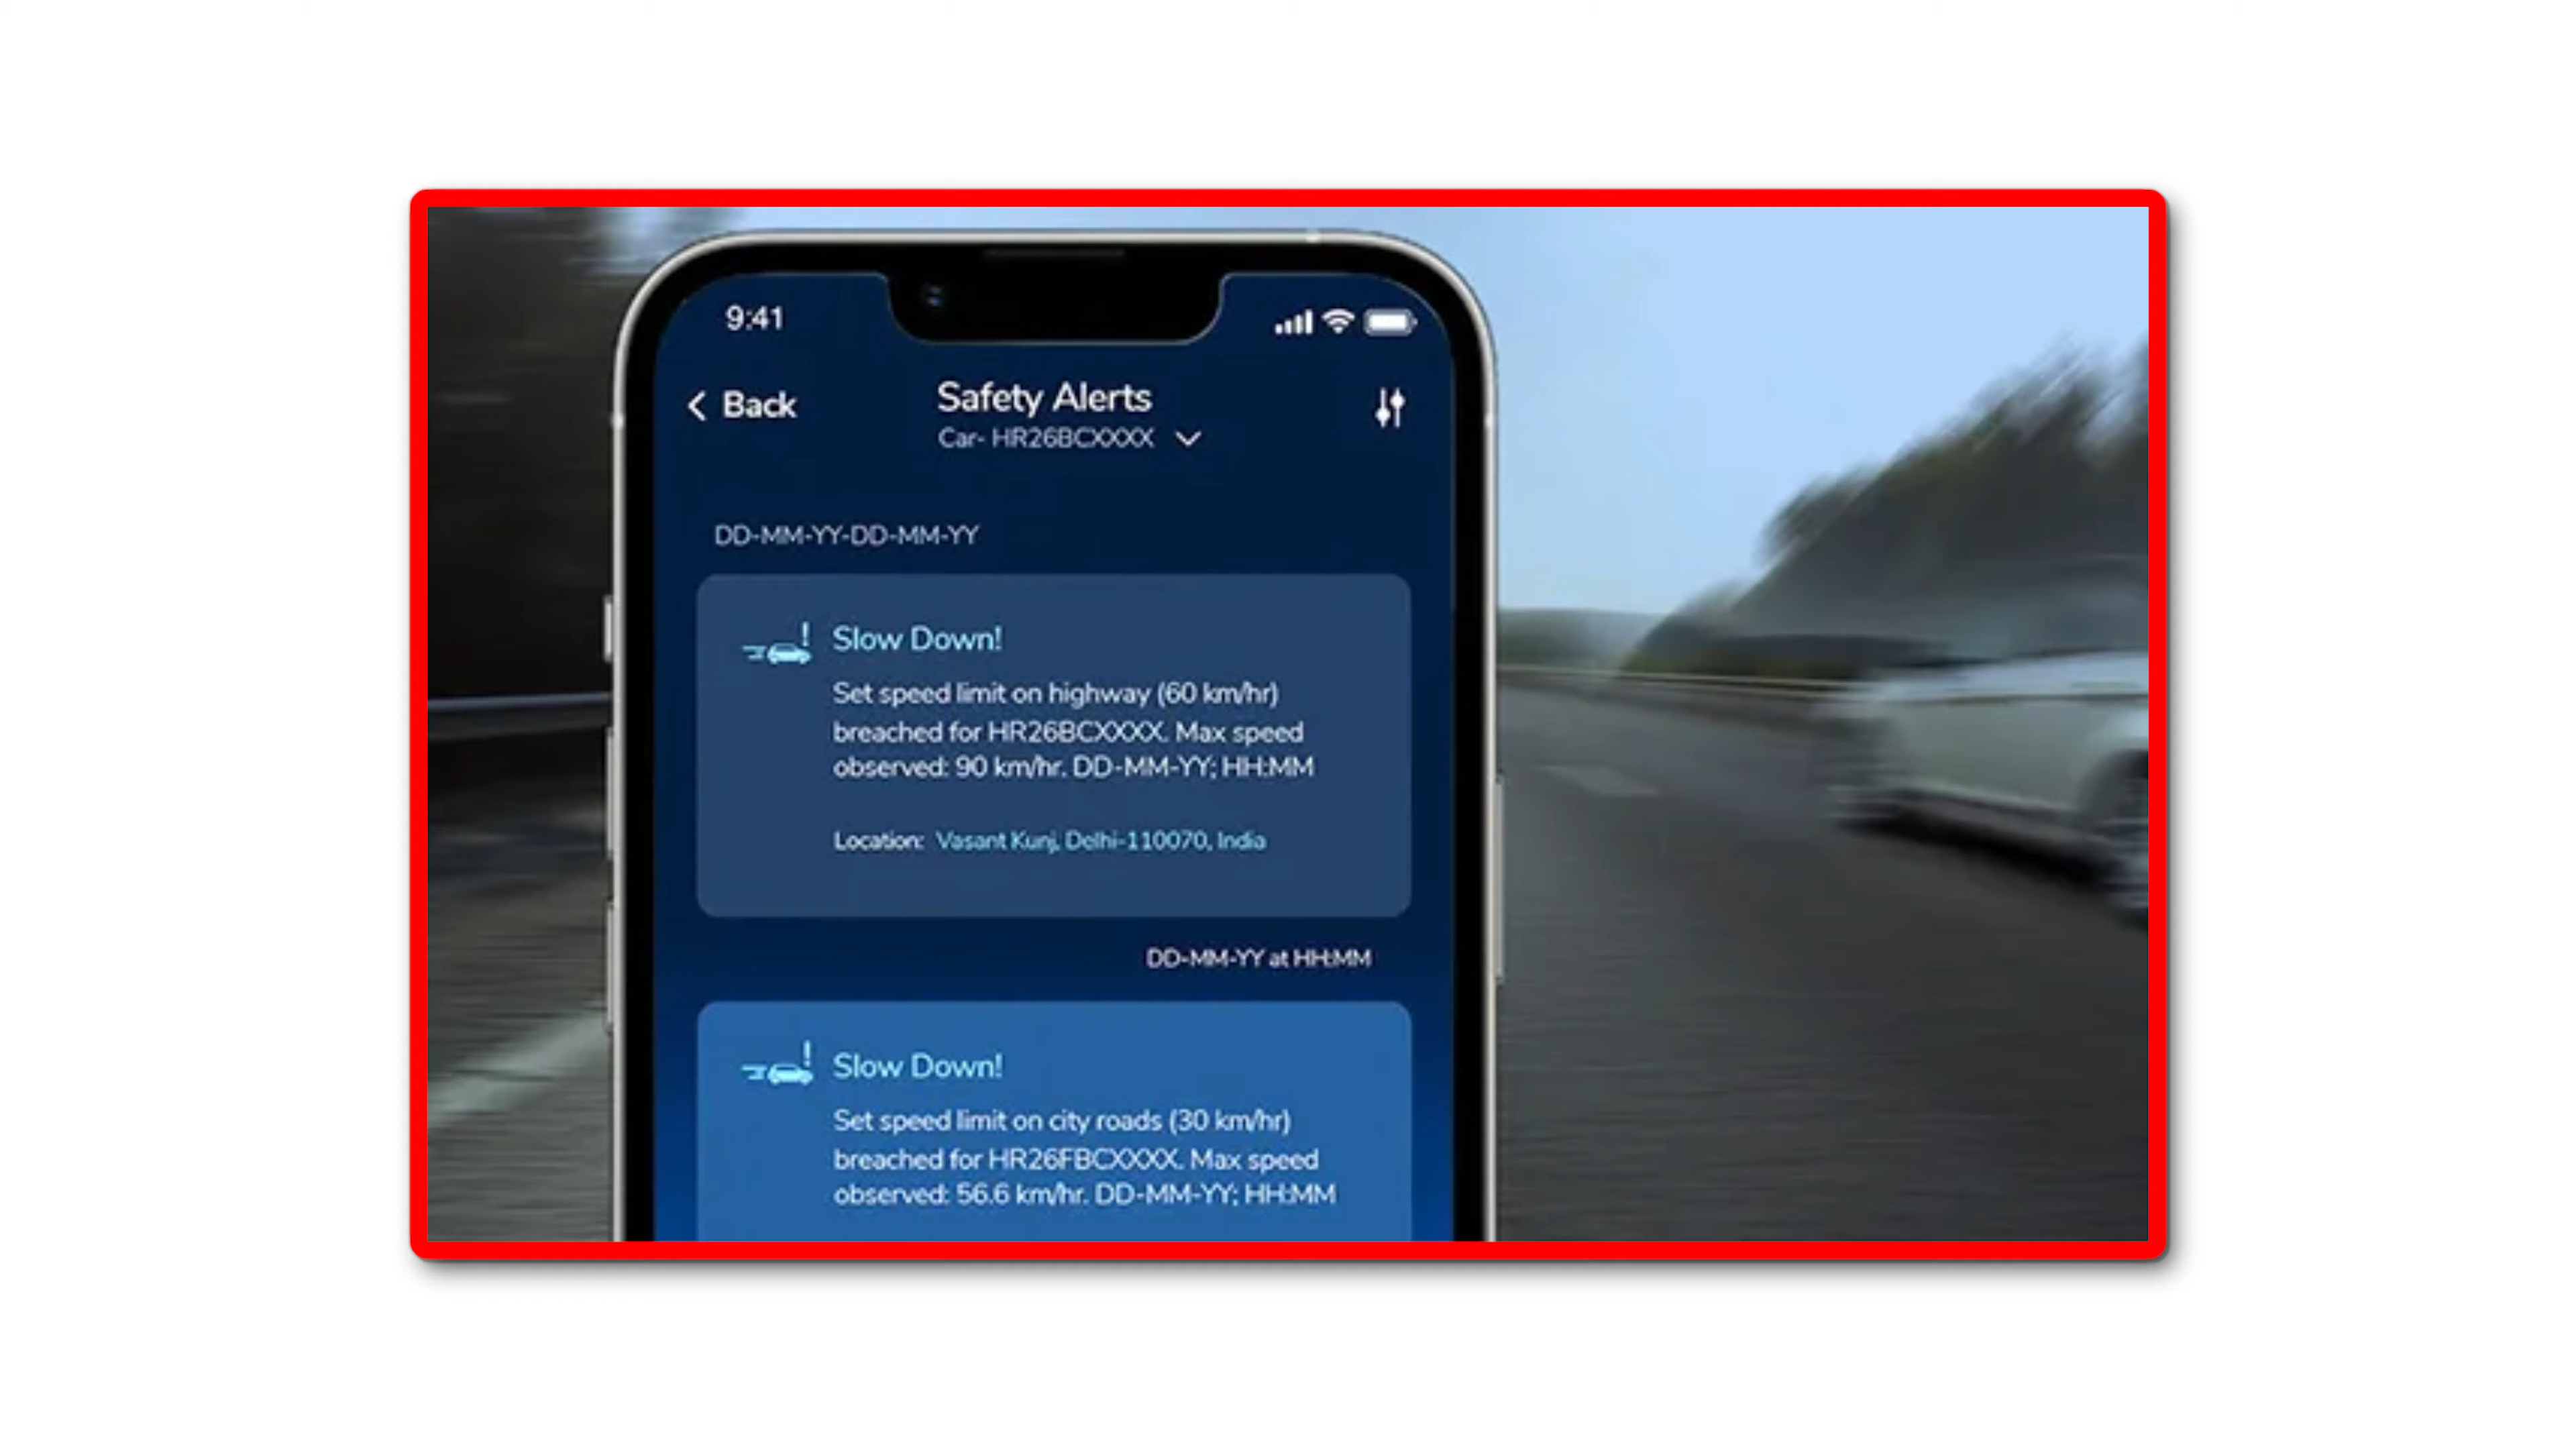 9:41
Back
Safety Alerts
Car- HR26BCXXXX
DD-MM-YY-DD-MM-YY
Slow Down!
Set speed limit on highway (60 km/hr)
breached for HR26BCXXXX. Max speed
observed: 90 km/hr. DD-MM-YY; HH:MM
Location: Vasant Kunj, Delhi-110070, India
DD-MM-YY at HH:MM
Slow Down!
Set speed limit on city roads (30 km/hr)
breached for HR26FBCXXXX. Max speed
observed: 56.6 km/hr. DD-MM-YY; HH:MM